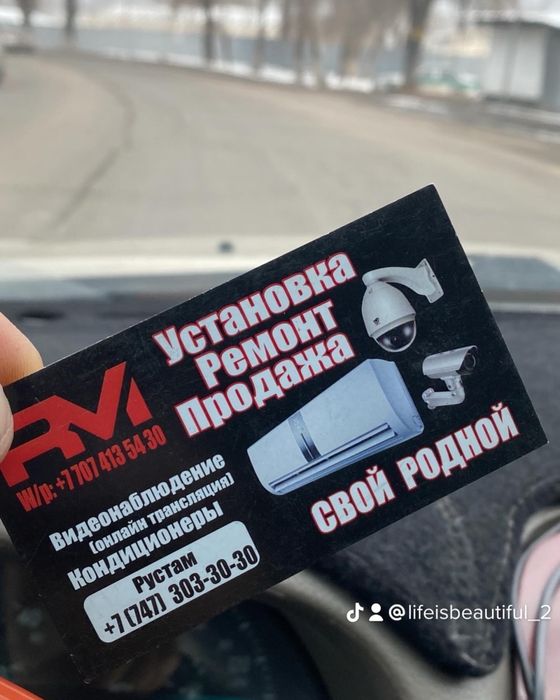 Установка
Ремонт
Продажа
RVi
W/p: +7 707 413 54 30
Видеонаблюдение
(онлайн трансляция)
Кондиционеры
СВОЙ РОДНОЙ
Рустам
+7 (747) 303-30-30
@lifeisbeautiful_2